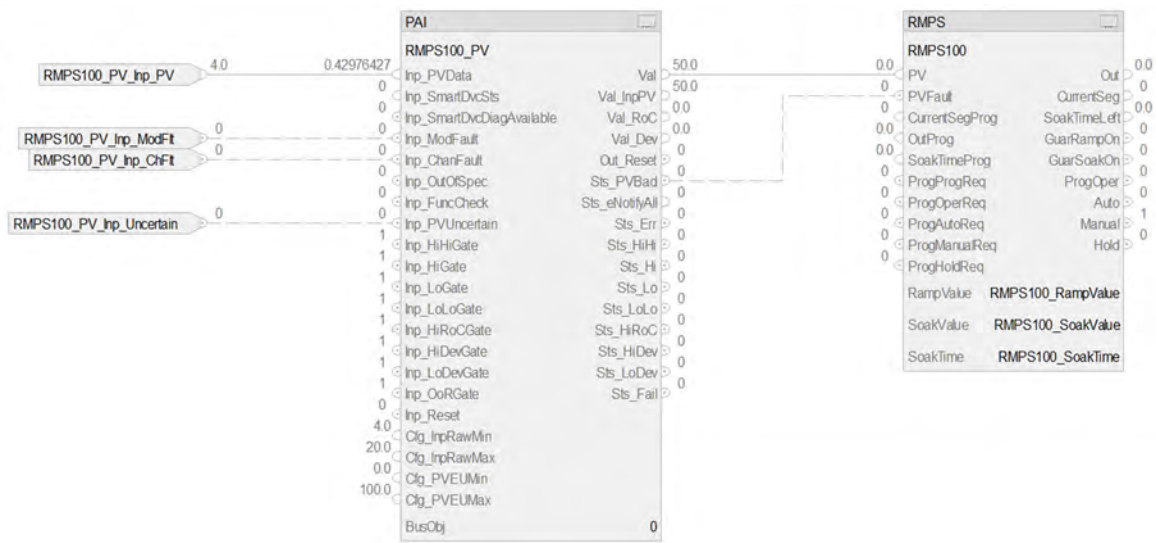 PAI
RMPS100_PV
RMPS100_PV_Inp_PV 4.0
0.42976427 Inp_PVData Val 50.0
0 Inp_SmartDvcSts Val_InpPV 50.0
0 Inp_SmartDvcDiagAvailable Val_RoC 0.0
RMPS100_PV_Inp_ModFlt 0
0 Inp_ModFault Val_Dev 0.0
RMPS100_PV_Inp_ChFlt 0
0 Inp_ChanFault Out_Reset 0
0 Inp_OutOfSpec Sts_PVBad 0
0 Inp_FuncCheck Sts_eNotifyAll 0
RMPS100_PV_Inp_Uncertain 0
0 Inp_PVUncertain Sts_Err 0
1 Inp_HiHiGate Sts_HiHi 0
1 Inp_HiGate Sts_Hi 0
1 Inp_LoGate Sts_Lo 0
1 Inp_LoLoGate Sts_LoLo 0
1 Inp_HiRoCGate Sts_HiRoC 0
1 Inp_HiDevGate Sts_HiDev 0
1 Inp_LoDevGate Sts_LoDev 0
1 Inp_OoRGate Sts_Fail 0
0 Inp_Reset
4.0 Cfg_InpRawMin
20.0 Cfg_InpRawMax
0.0 Cfg_PVEUMin
100.0 Cfg_PVEUMax
BusObj 0
RMPS
RMPS100
0.0 PV Out 0.0
0 PVFault CurrentSeg 0
0 CurrentSegProg SoakTimeLeft 0.0
0.0 OutProg GuarRampOn 0
0.0 SoakTimeProg GuarSoakOn 0
0 ProgProgReq ProgOper 0
0 ProgOperReq Auto 0
0 ProgAutoReq Manual 1
0 ProgManualReq Hold 0
0 ProgHoldReq
RampValue RMPS100_RampValue
SoakValue RMPS100_SoakValue
SoakTime RMPS100_SoakTime